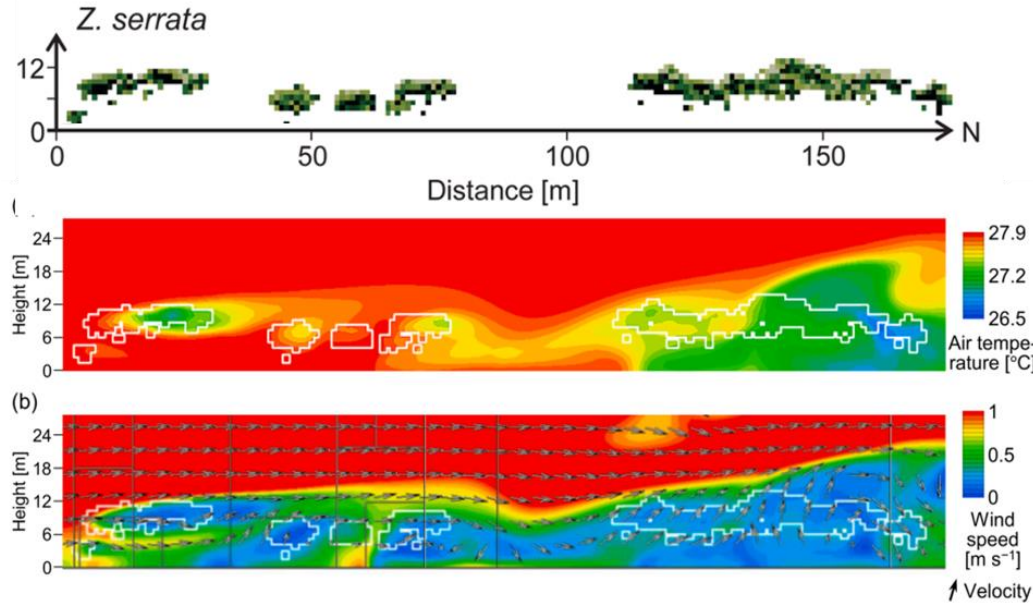 Z. serrata
12
0
0 50 100 150 N
Distance [m]
Height [m]
24
18
12
6
0
27.9
27.2
26.5
Air tempe-
rature [°C]
(b)
Height [m]
24
18
12
6
0
1
0.5
0
Wind
speed
[m s⁻¹]
Velocity